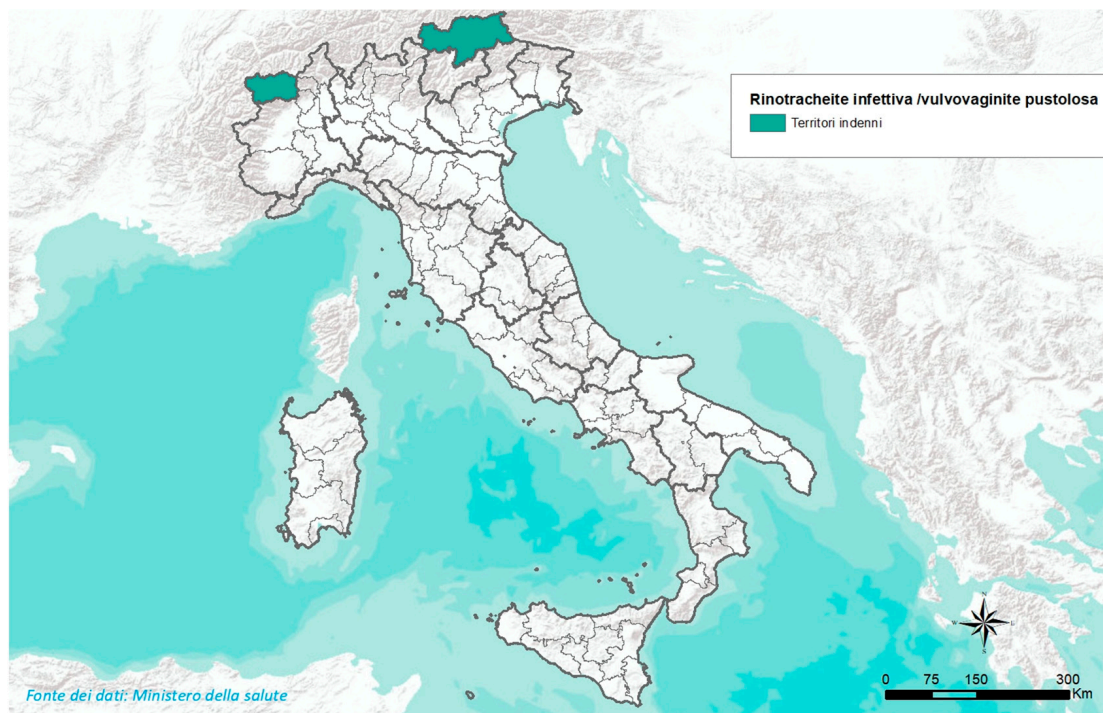 Rinotracheite infettiva /vulvovaginite pustolosa
Territori indenni
N
W E
S
Fonte dei dati: Ministero della salute
0 75 150 300
Km